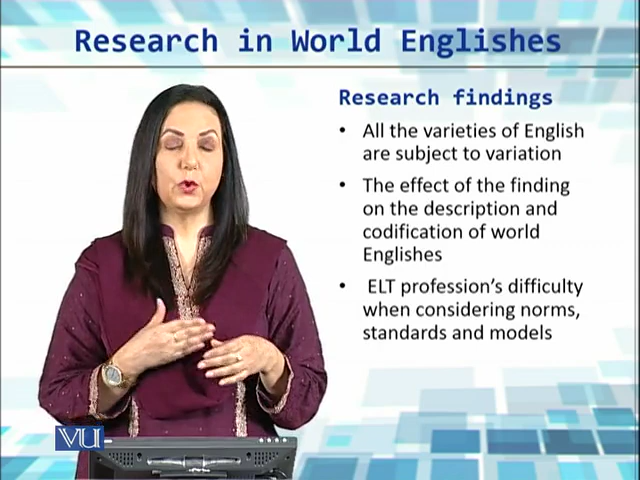 Research in World Englishes
Research findings
• All the varieties of English
are subject to variation
• The effect of the finding
on the description and
codification of world
Englishes
• ELT profession's difficulty
when considering norms,
standards and models
VU